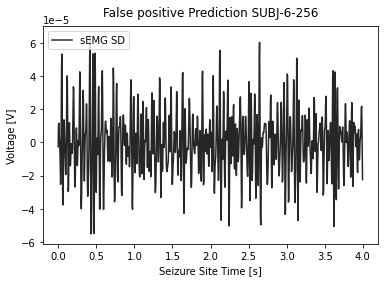 False positive Prediction SUBJ-6-256
1e−5
sEMG SD
6
4
2
0
−2
−4
−6
Voltage [V]
0.0 0.5 1.0 1.5 2.0 2.5 3.0 3.5 4.0
Seizure Site Time [s]